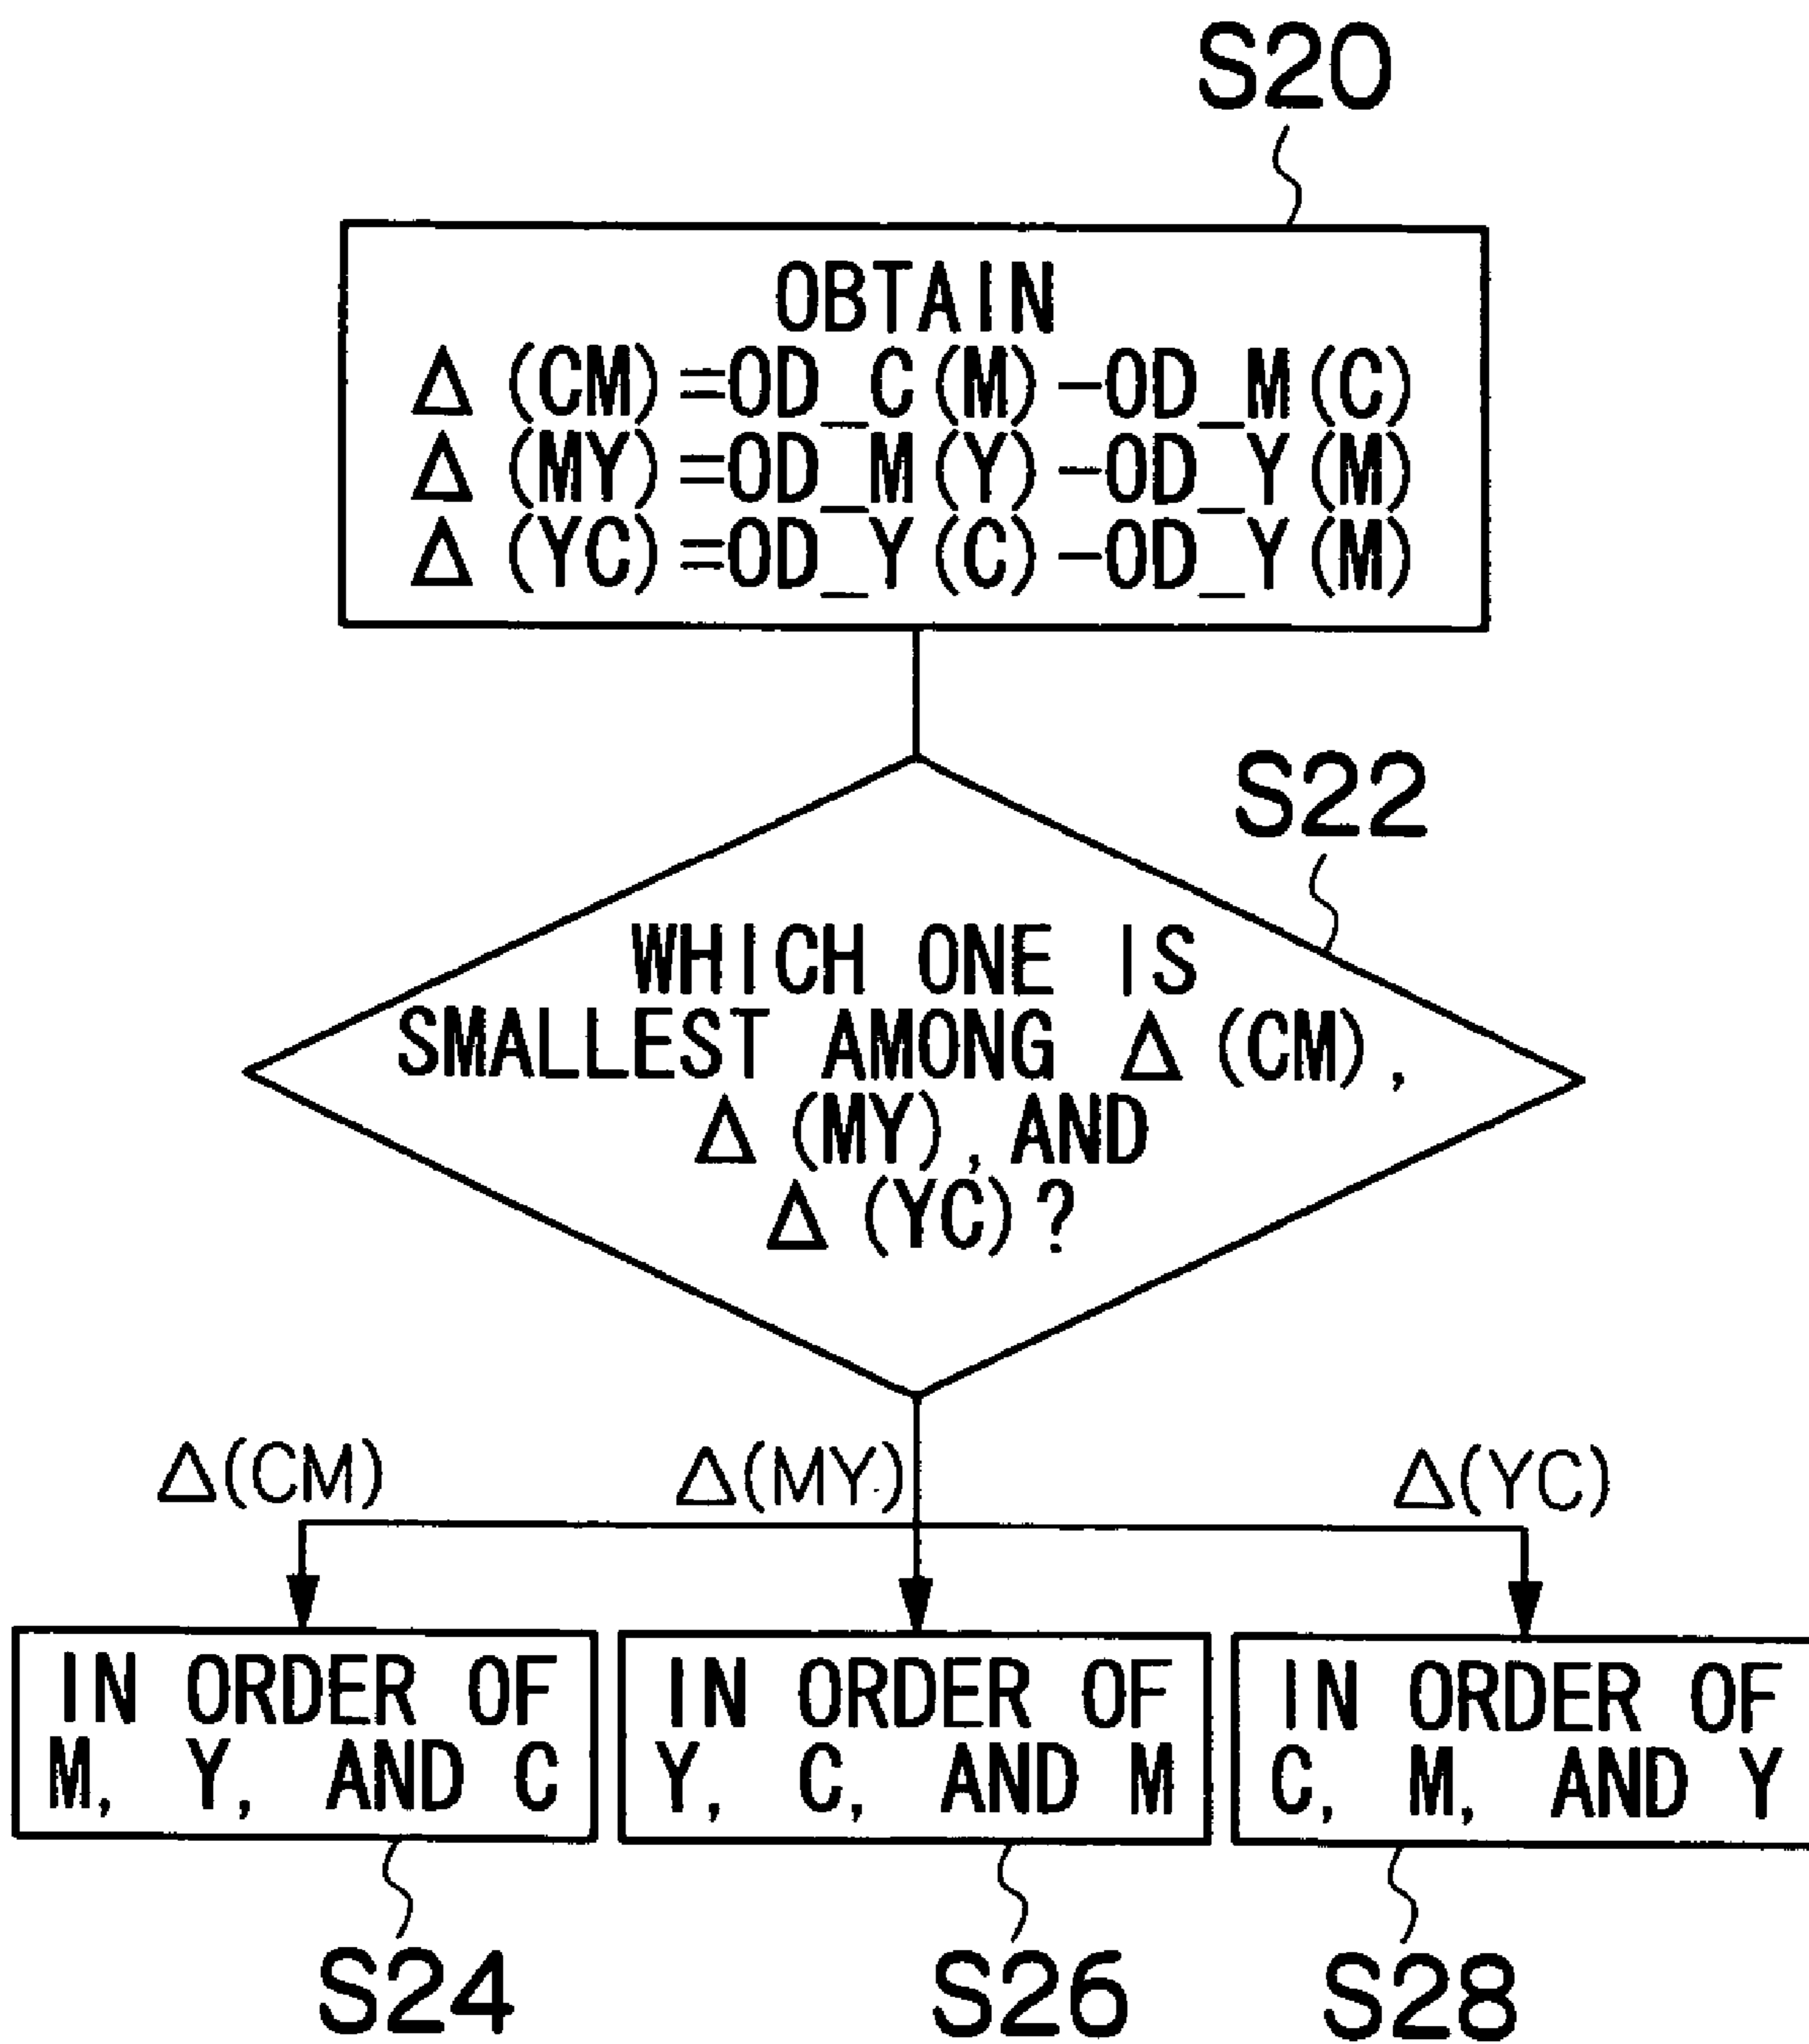 S20
OBTAIN
Δ(CM)=OD_C(M)-OD_M(C)
Δ(MY)=OD_M(Y)-OD_Y(M)
Δ(YC)=OD_Y(C)-OD_Y(M)
S22
WHICH ONE IS
SMALLEST AMONG Δ(CM),
Δ(MY), AND
Δ(YC)?
Δ(CM) Δ(MY) Δ(YC)
IN ORDER OF
M, Y, AND C
IN ORDER OF
Y, C, AND M
IN ORDER OF
C, M, AND Y
S24 S26 S28